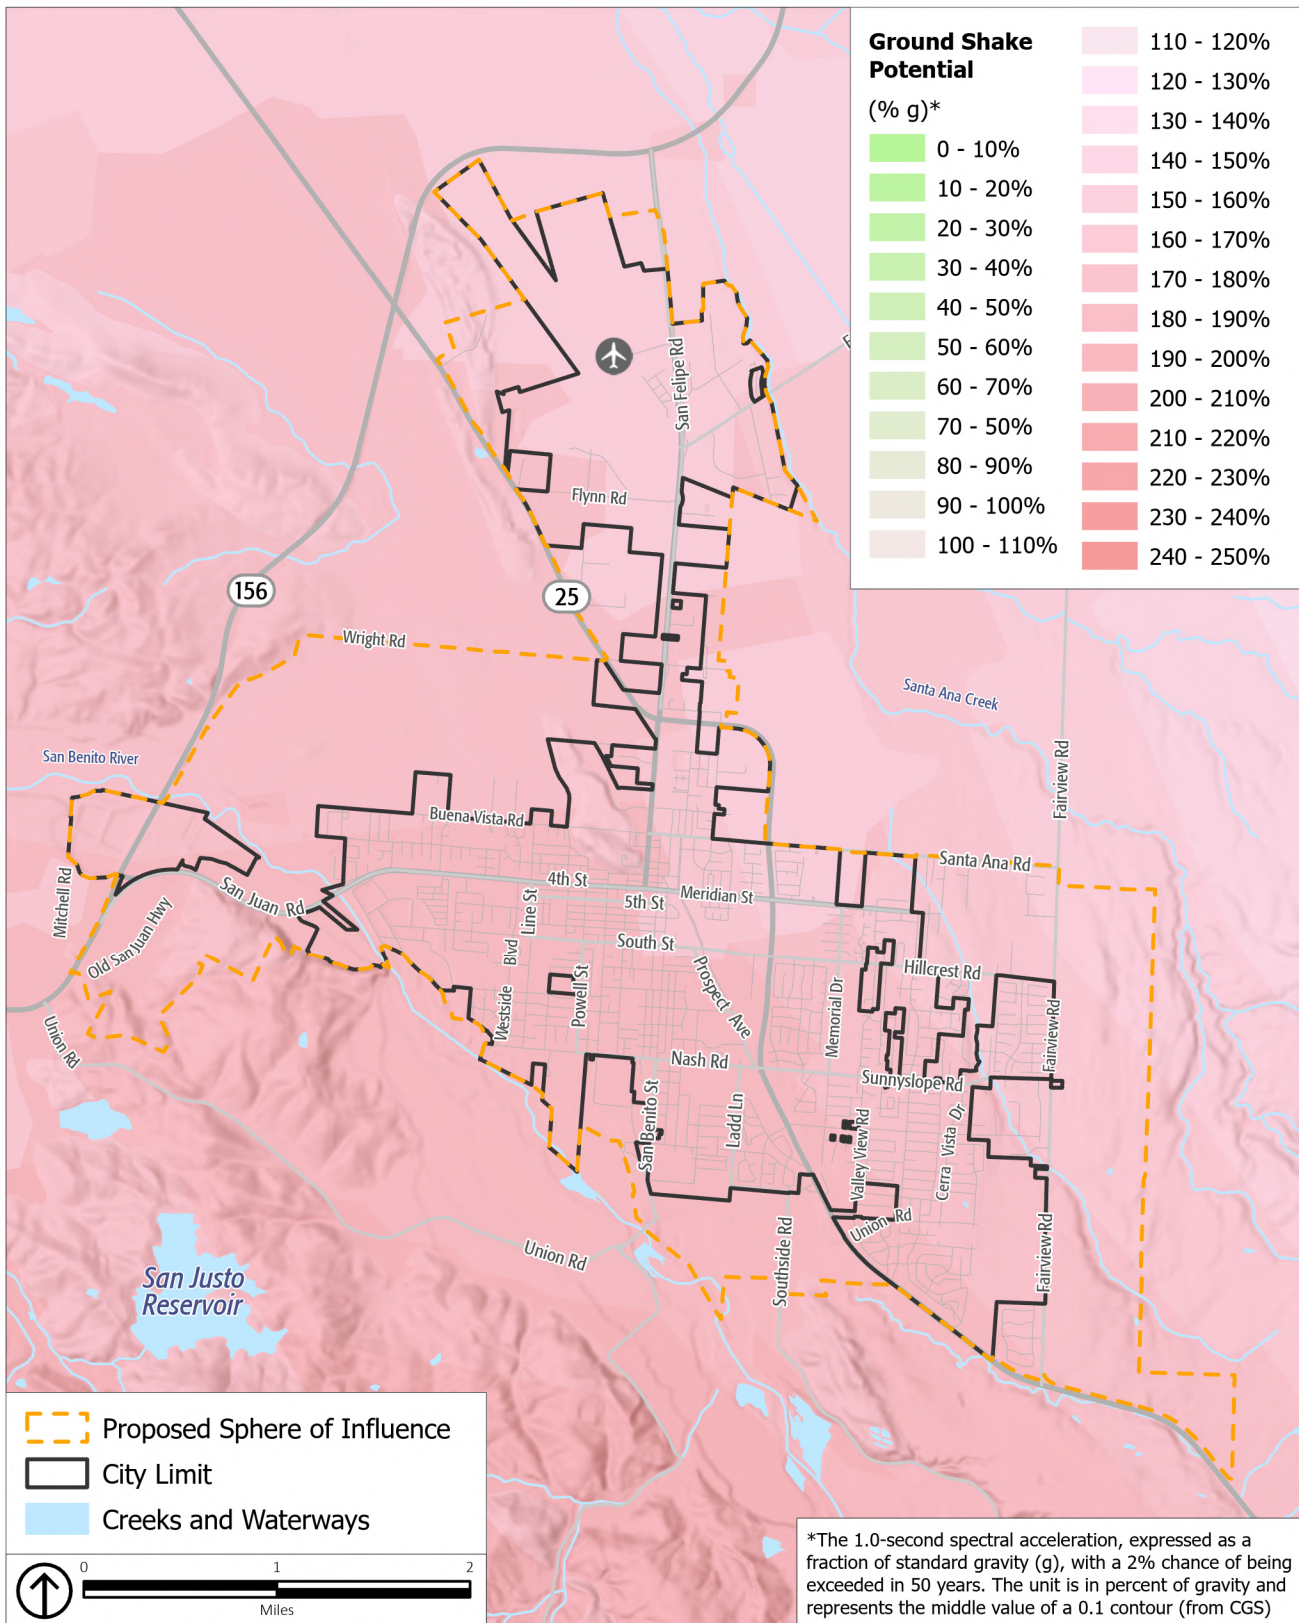 Ground Shake
Potential
(% g)*
0 - 10%
10 - 20%
20 - 30%
30 - 40%
40 - 50%
50 - 60%
60 - 70%
70 - 50%
80 - 90%
90 - 100%
100 - 110%
110 - 120%
120 - 130%
130 - 140%
140 - 150%
150 - 160%
160 - 170%
170 - 180%
180 - 190%
190 - 200%
200 - 210%
210 - 220%
220 - 230%
230 - 240%
240 - 250%
San Felipe Rd
Flynn Rd
156
25
Wright Rd
Santa Ana Creek
San Benito River
Fairview Rd
Buena Vista Rd
Santa Ana Rd
Mitchell Rd
San Juan Rd
Old San Juan Hwy
4th St
Meridian St
5th St
Line St
South St
Westside Blvd
Powell St
Prospect Ave
Memorial Dr
Hillcrest Rd
Fairview Rd
Union Rd
Nash Rd
Sunnyslope Rd
San Benito St
Ladd Ln
Valley View Rd
Cerra Vista Dr
Union Rd
Fairview Rd
Union Rd
Southside Rd
San Justo
Reservoir
Proposed Sphere of Influence
City Limit
Creeks and Waterways
0 1 2
Miles
*The 1.0-second spectral acceleration, expressed as a
fraction of standard gravity (g), with a 2% chance of being
exceeded in 50 years. The unit is in percent of gravity and
represents the middle value of a 0.1 contour (from CGS)